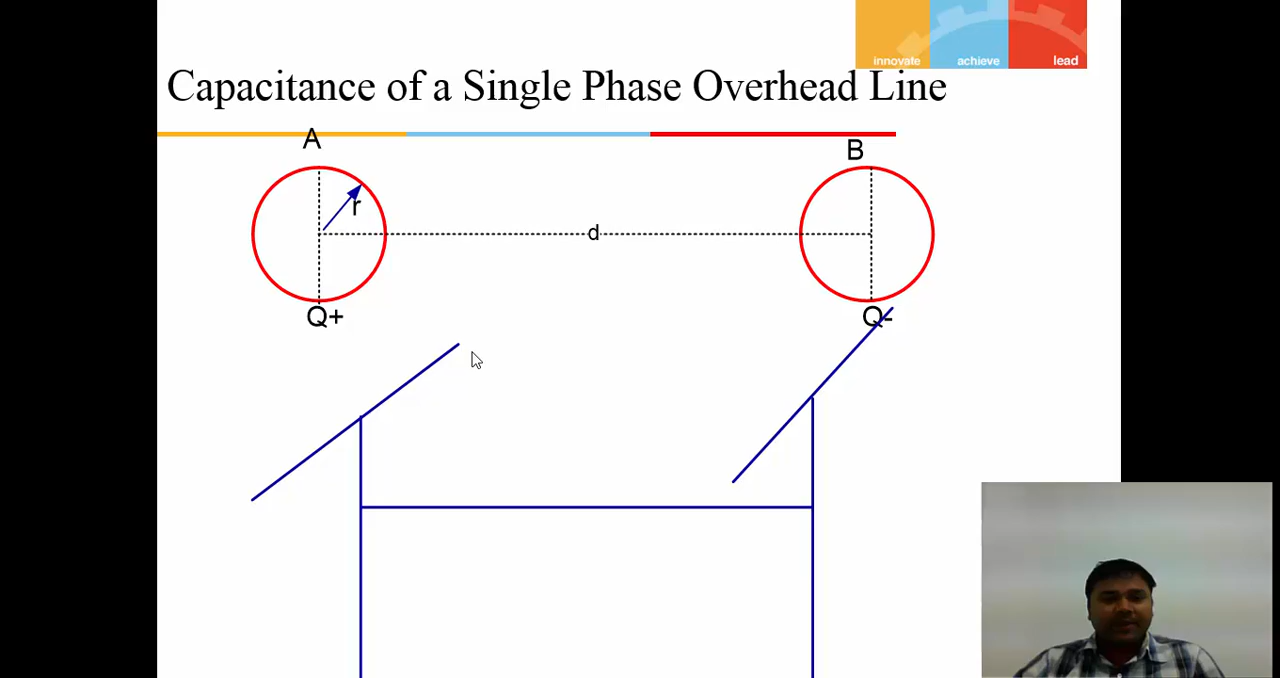 innovate achieve lead
Capacitance of a Single Phase Overhead Line
A
B
r
d
Q+
Q-